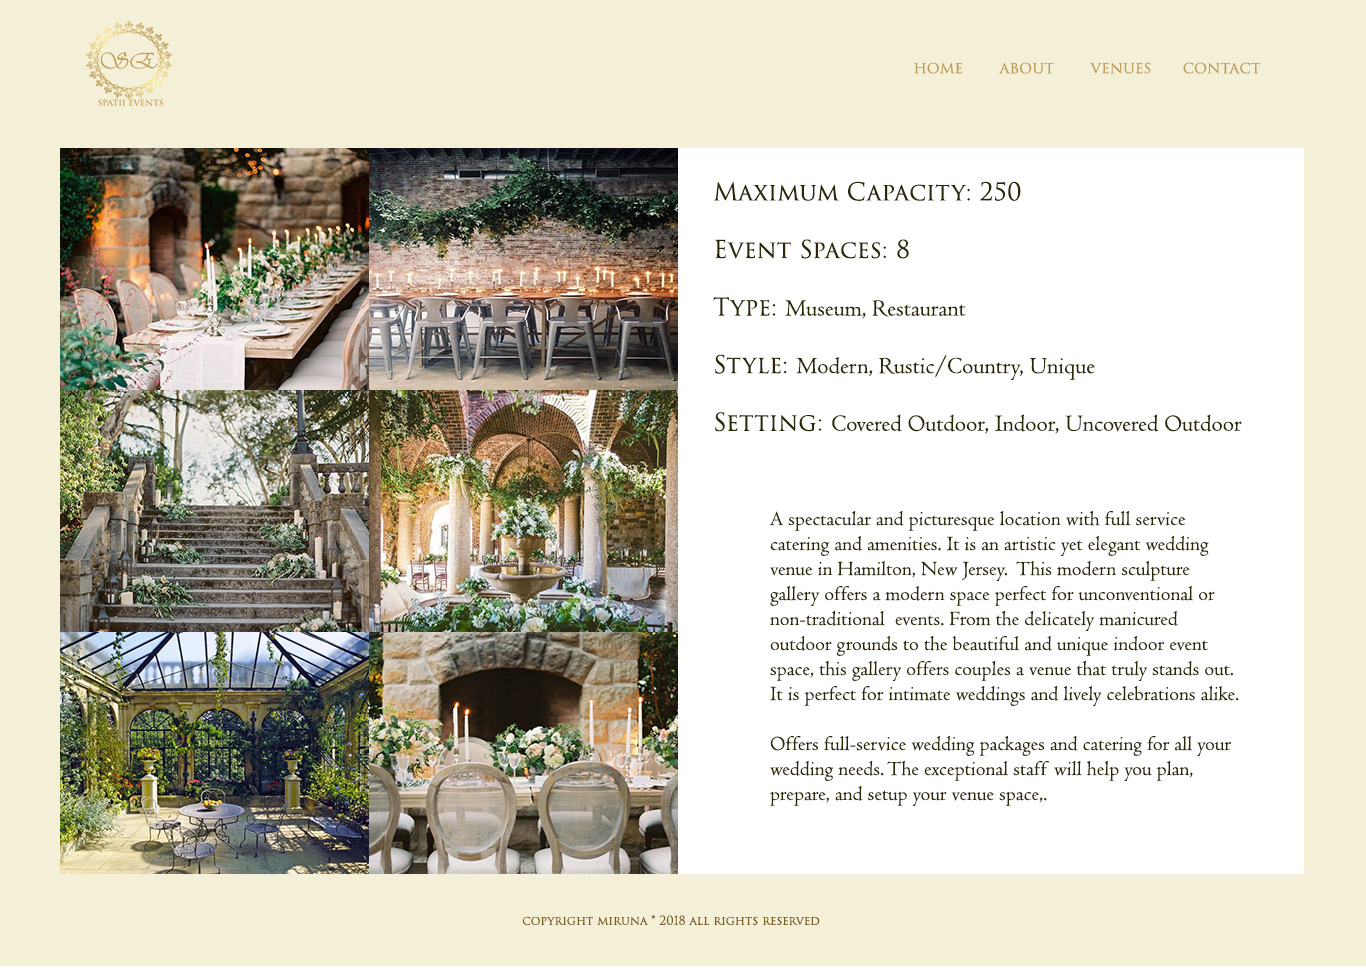 SE
SPATII EVENTS
HOME ABOUT VENUES CONTACT
MAXIMUM CAPACITY: 250
EVENT SPACES: 8
TYPE: Museum, Restaurant
STYLE: Modern, Rustic/Country, Unique
SETTING: Covered Outdoor, Indoor, Uncovered Outdoor
A spectacular and picturesque location with full service
catering and amenities. It is an artistic yet elegant wedding
venue in Hamilton, New Jersey.  This modern sculpture
gallery offers a modern space perfect for unconventional or
non-traditional  events. From the delicately manicured
outdoor grounds to the beautiful and unique indoor event
space, this gallery offers couples a venue that truly stands out.
It is perfect for intimate weddings and lively celebrations alike.
Offers full-service wedding packages and catering for all your
wedding needs. The exceptional staff will help you plan,
prepare, and setup your venue space,.
COPYRIGHT MIRUNA * 2018 ALL RIGHTS RESERVED